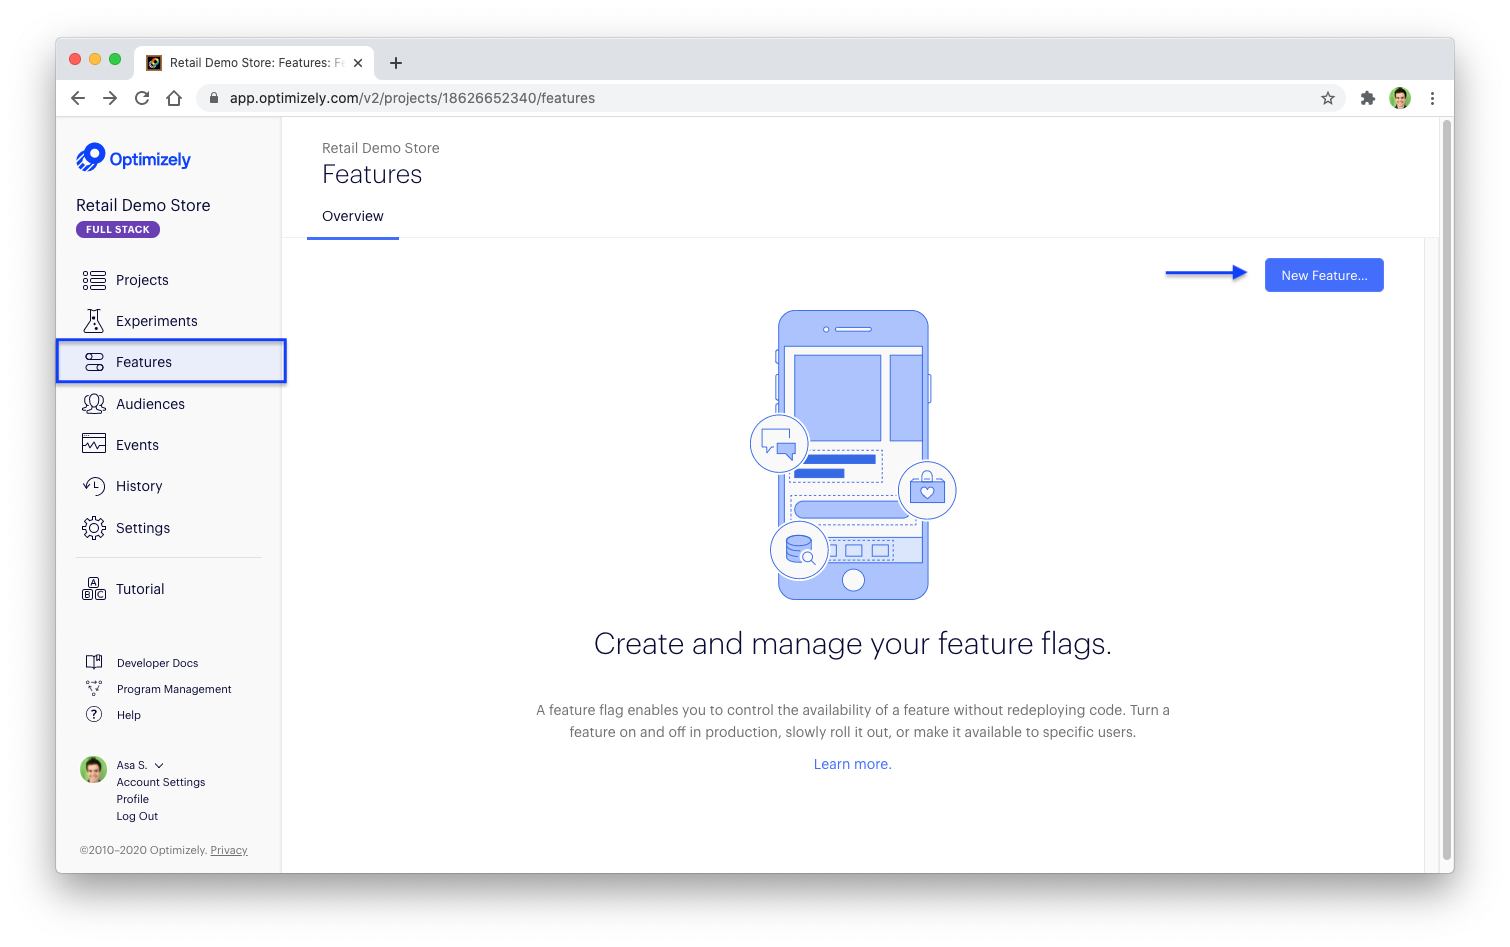 Retail Demo Store: Features: Fe
app.optimizely.com/v2/projects/18626652340/features
Optimizely
Retail Demo Store
FULL STACK
Projects
Experiments
Features
Audiences
Events
History
Settings
A
B C
Tutorial
Developer Docs
Program Management
? Help
Asa S.
Account Settings
Profile
Log Out
©2010–2020 Optimizely. Privacy
Retail Demo Store
Features
Overview
New Feature...
Create and manage your feature flags.
A feature flag enables you to control the availability of a feature without redeploying code. Turn a
feature on and off in production, slowly roll it out, or make it available to specific users.
Learn more.